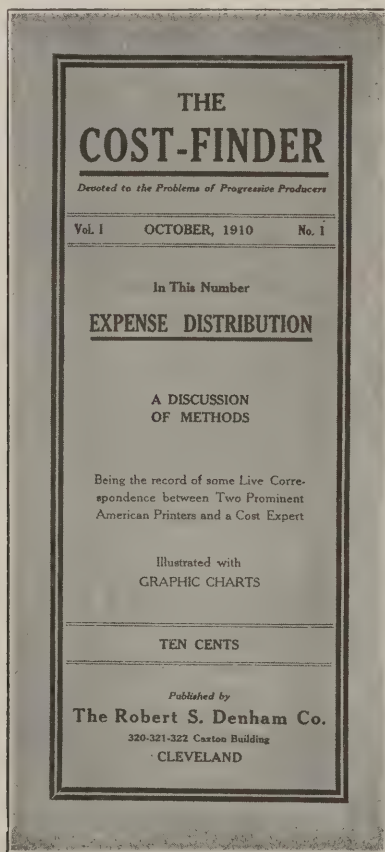 THE
COST-FINDER
Devoted to the Problems of Progressive Producers
Vol. 1 OCTOBER, 1910 No. 1
In This Number
EXPENSE DISTRIBUTION
A DISCUSSION
OF METHODS
Being the record of some Live Corre-
spondence between Two Prominent
American Printers and a Cost Expert
Illustrated with
GRAPHIC CHARTS
TEN CENTS
Published by
The Robert S. Denham Co.
320-321-322 Caxton Building
CLEVELAND